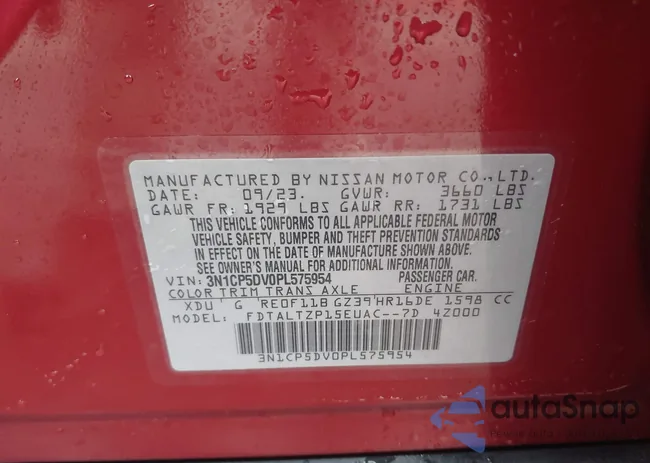 MANUFACTURED BY NISSAN MOTOR CO., LTD.
DATE: 09/23. GVWR: 3660 LBS
GAWR FR: 1929 LBS GAWR RR: 1731 LBS
THIS VEHICLE CONFORMS TO ALL APPLICABLE FEDERAL MOTOR
VEHICLE SAFETY, BUMPER AND THEFT PREVENTION STANDARDS
IN EFFECT ON THE DATE OF MANUFACTURE SHOWN ABOVE.
SEE OWNER'S MANUAL FOR ADDITIONAL INFORMATION.
VIN: 3N1CP5DV0PL575954 PASSENGER CAR.
COLOR TRIM TRANS AXLE ENGINE
XDU G RE0F11B GZ39 HR16DE 1598 CC
MODEL: FDTALTZP15EUAC--7D 4Z000
3N1CP5DV0PL575954
autoSnap